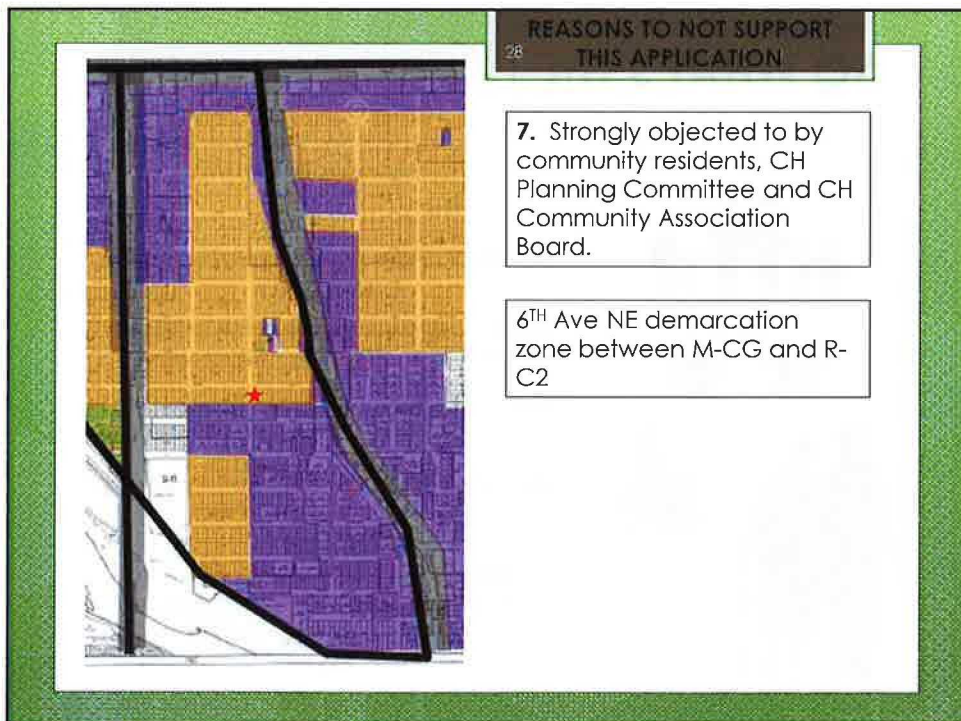 REASONS TO NOT SUPPORT
28
THIS APPLICATION
7. Strongly objected to by
community residents, CH
Planning Committee and CH
Community Association
Board.
6TH Ave NE demarcation
zone between M-CG and R-
C2